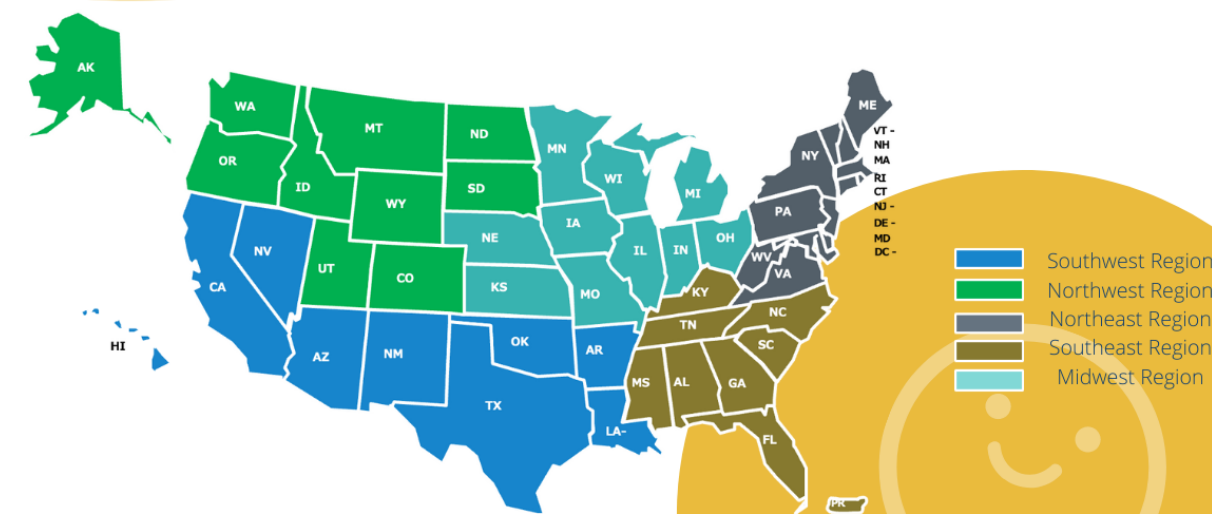 AK
WA
MT
ND
MN
ME
VT -
OR
ID
SD
WI
MI
NY
NH
MA
WY
RI
CT
IA
PA
NJ -
NV
UT
CO
NE
IL
IN
OH
WV
VA
DE -
MD
DC -
CA
KS
MO
KY
HI
AZ
NM
OK
AR
TN
NC
SC
TX
MS
AL
GA
LA-
FL
PR
Southwest Region
Northwest Region
Northeast Region
Southeast Region
Midwest Region